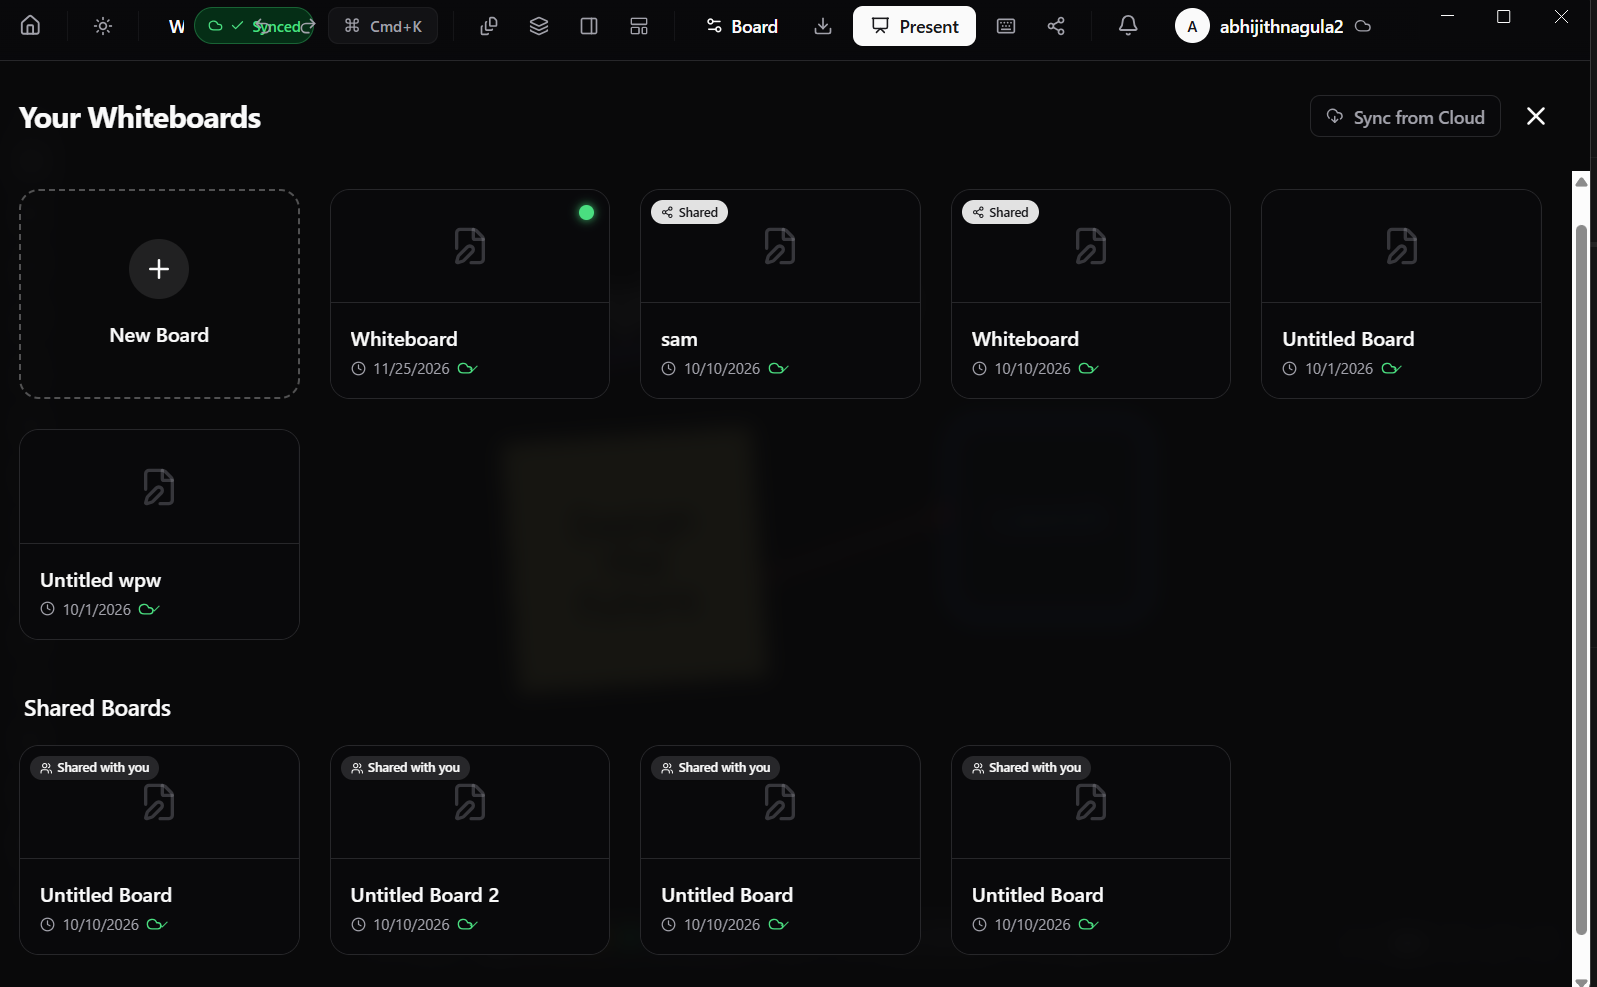 W Synced Cmd+K Board Present A abhijithnagula2
Your Whiteboards
Sync from Cloud
New Board
Whiteboard
11/25/2026
Shared
sam
10/10/2026
Shared
Whiteboard
10/10/2026
Untitled Board
10/1/2026
Untitled wpw
10/1/2026
Shared Boards
Shared with you
Untitled Board
10/10/2026
Shared with you
Untitled Board 2
10/10/2026
Shared with you
Untitled Board
10/10/2026
Shared with you
Untitled Board
10/10/2026